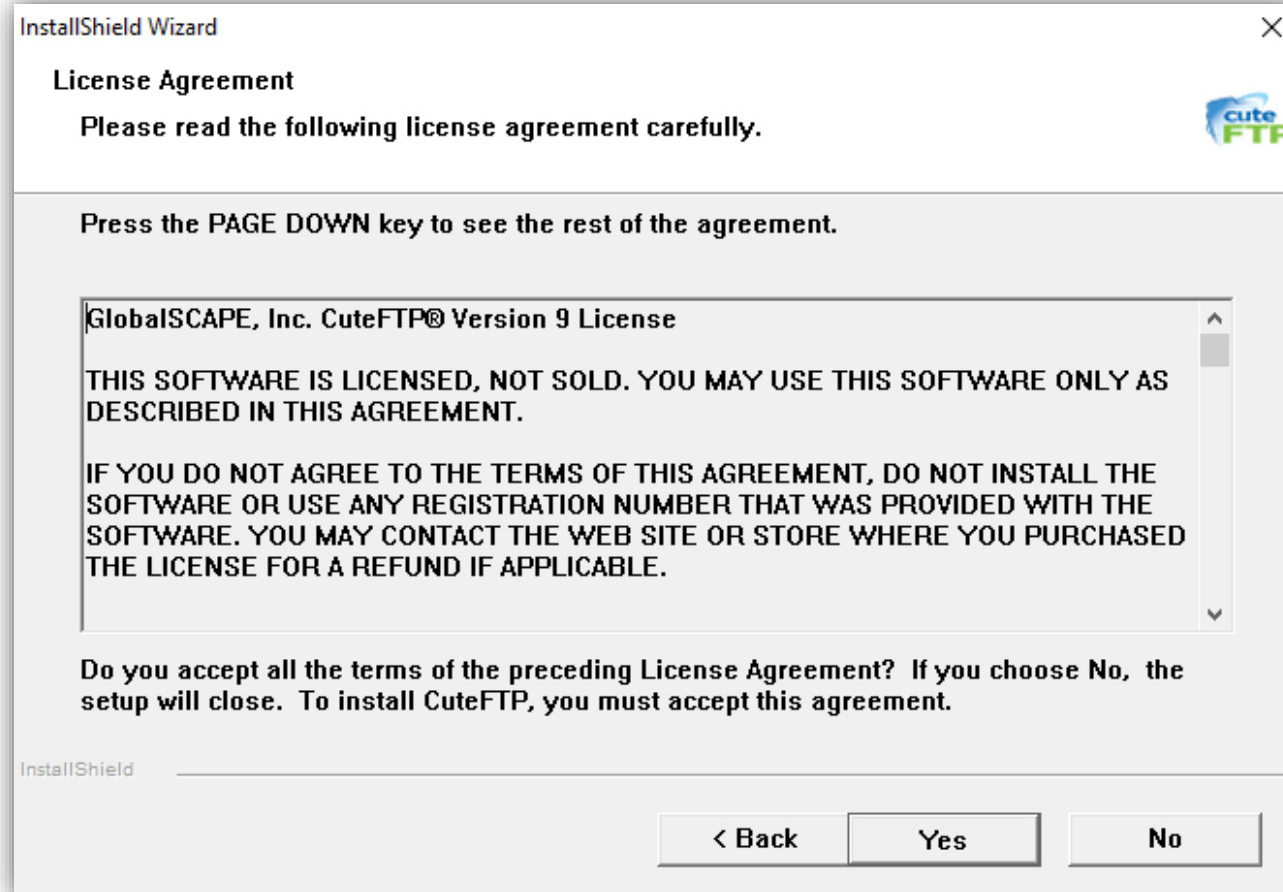 InstallShield Wizard
License Agreement
Please read the following license agreement carefully.
cute
FTP
Press the PAGE DOWN key to see the rest of the agreement.
GlobalSCAPE, Inc. CuteFTP® Version 9 License
THIS SOFTWARE IS LICENSED, NOT SOLD. YOU MAY USE THIS SOFTWARE ONLY AS
DESCRIBED IN THIS AGREEMENT.
IF YOU DO NOT AGREE TO THE TERMS OF THIS AGREEMENT, DO NOT INSTALL THE
SOFTWARE OR USE ANY REGISTRATION NUMBER THAT WAS PROVIDED WITH THE
SOFTWARE. YOU MAY CONTACT THE WEB SITE OR STORE WHERE YOU PURCHASED
THE LICENSE FOR A REFUND IF APPLICABLE.
Do you accept all the terms of the preceding License Agreement?  If you choose No,  the
setup will close.  To install CuteFTP, you must accept this agreement.
InstallShield
< Back Yes No